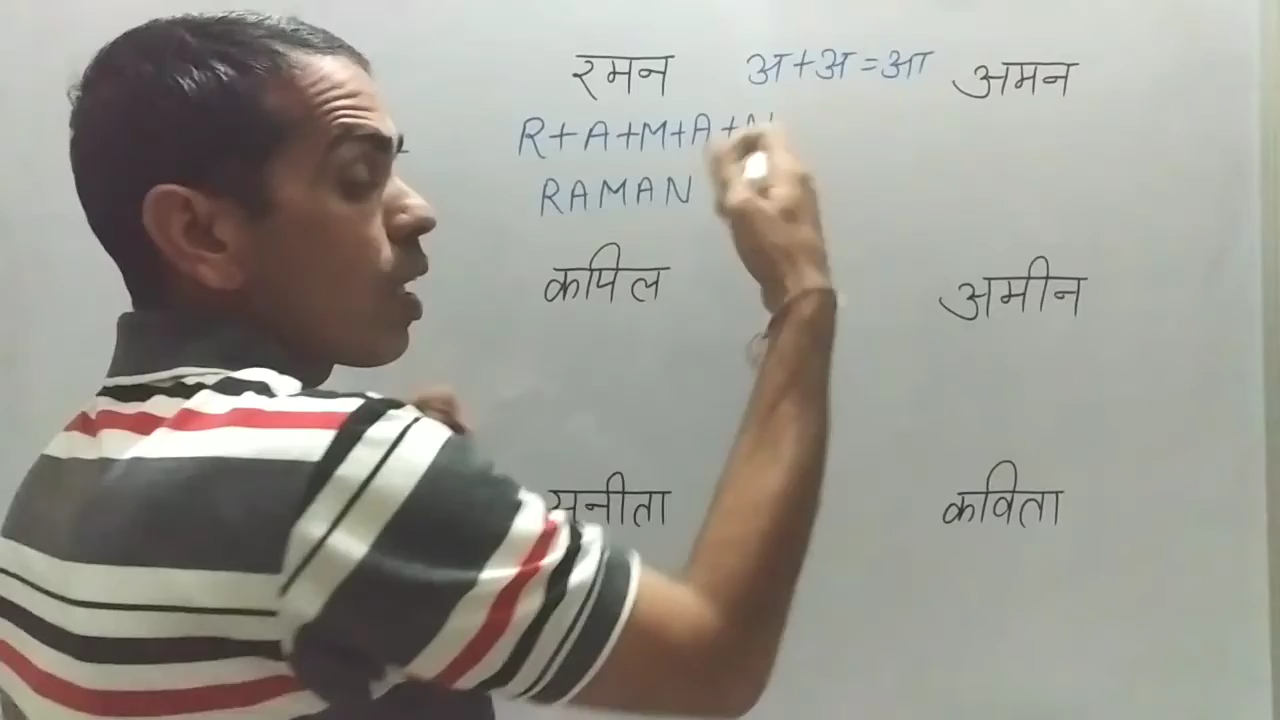 रमन अ+अ=आ अमन
R+A+M+A+N
RAMAN
कपिल अमीन
सुनीता कविता